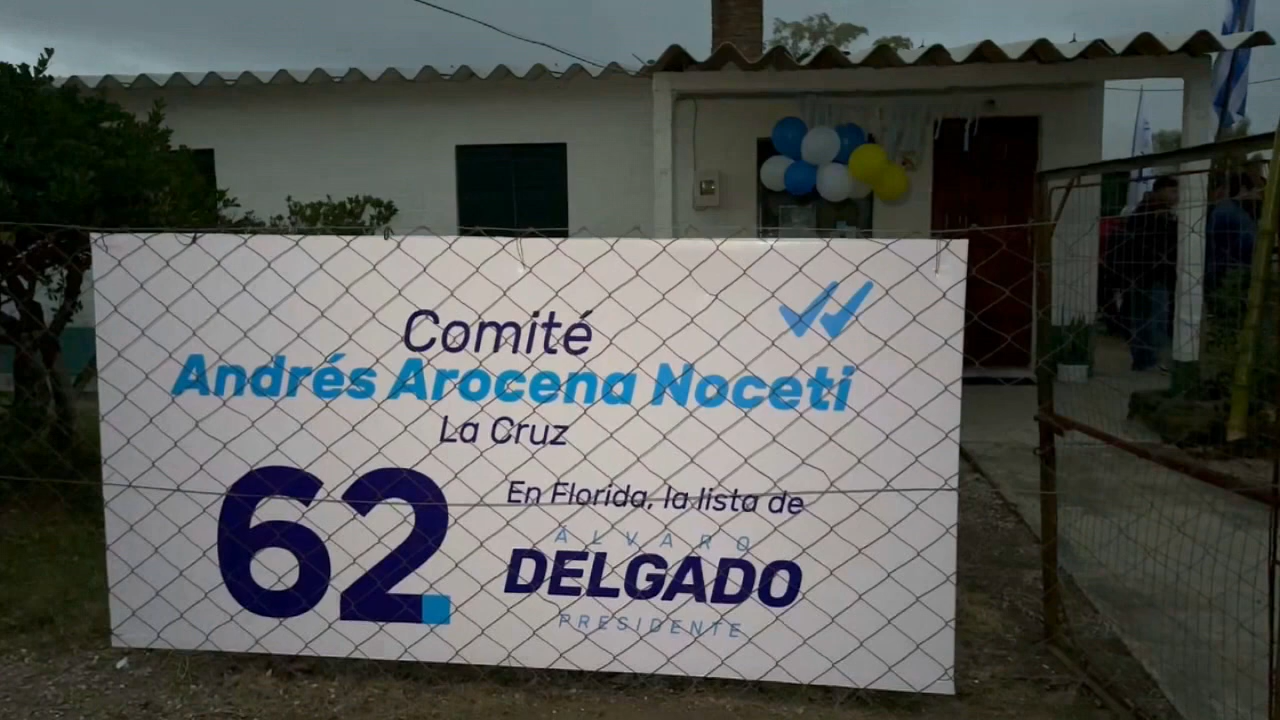 Comité
Andrés Arocena Noceti
La Cruz
62
En Florida, la lista de
ÁLVARO
DELGADO
PRESIDENTE